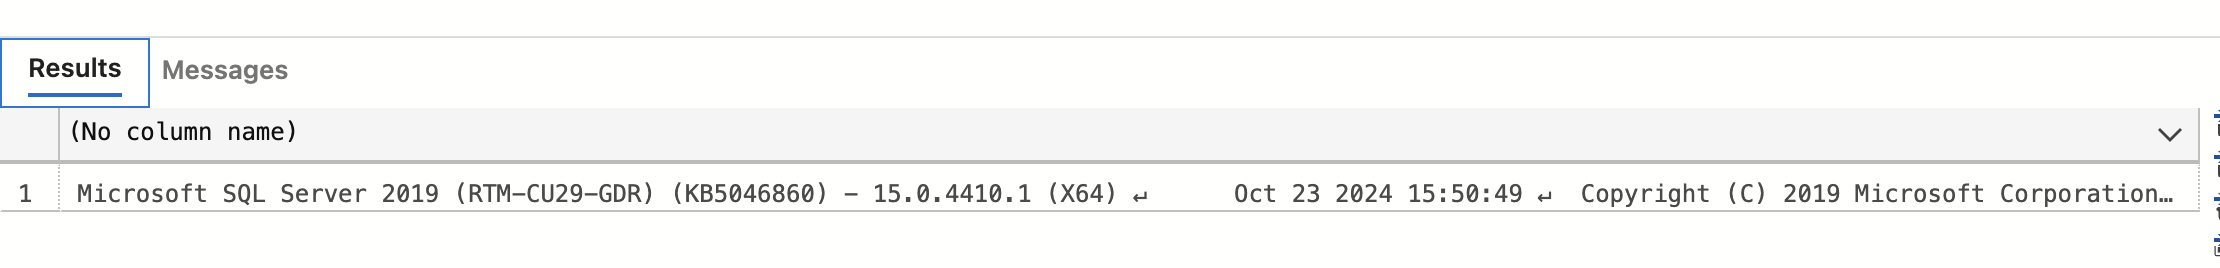 Results Messages
(No column name)
1 Microsoft SQL Server 2019 (RTM-CU29-GDR) (KB5046860) - 15.0.4410.1 (X64) ↵ Oct 23 2024 15:50:49 ↵ Copyright (C) 2019 Microsoft Corporation…